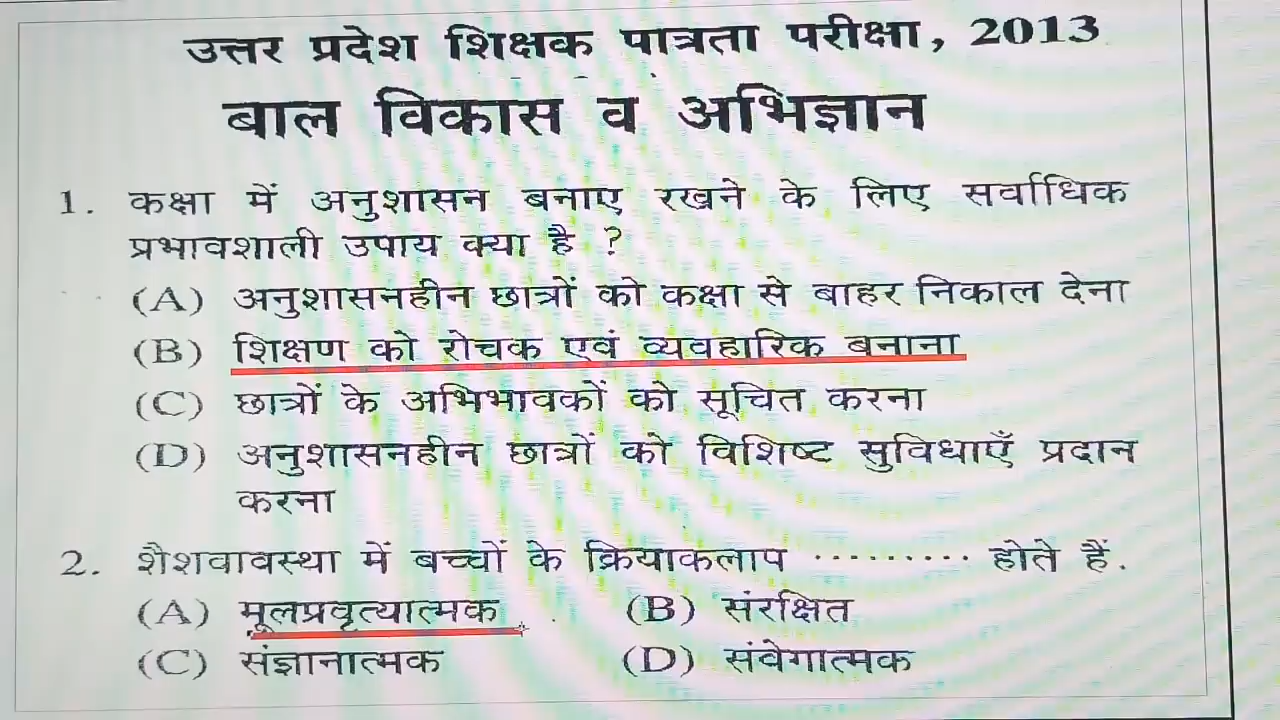 उत्तर प्रदेश शिक्षक पात्रता परीक्षा, 2013
बाल विकास व अभिज्ञान
1. कक्षा में अनुशासन बनाए रखने के लिए सर्वाधिक
प्रभावशाली उपाय क्या है ?
(A) अनुशासनहीन छात्रों को कक्षा से बाहर निकाल देना
(B) शिक्षण को रोचक एवं व्यवहारिक बनाना
(C) छात्रों के अभिभावकों को सूचित करना
(D) अनुशासनहीन छात्रों को विशिष्ट सुविधाएँ प्रदान
करना
2. शैशवावस्था में बच्चों के क्रियाकलाप ......... होते हैं.
(A) मूलप्रवृत्यात्मक (B) संरक्षित
(C) संज्ञानात्मक (D) संवेगात्मक